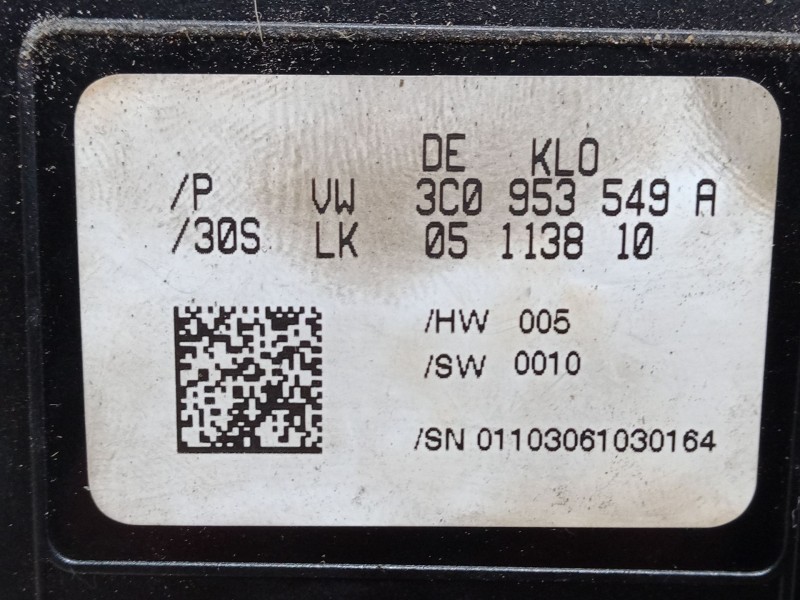 DE KLO
/P VW 3C0 953 549 A
/30S LK 05 1138 10
/HW 005
/SW 0010
/SN 01103061030164